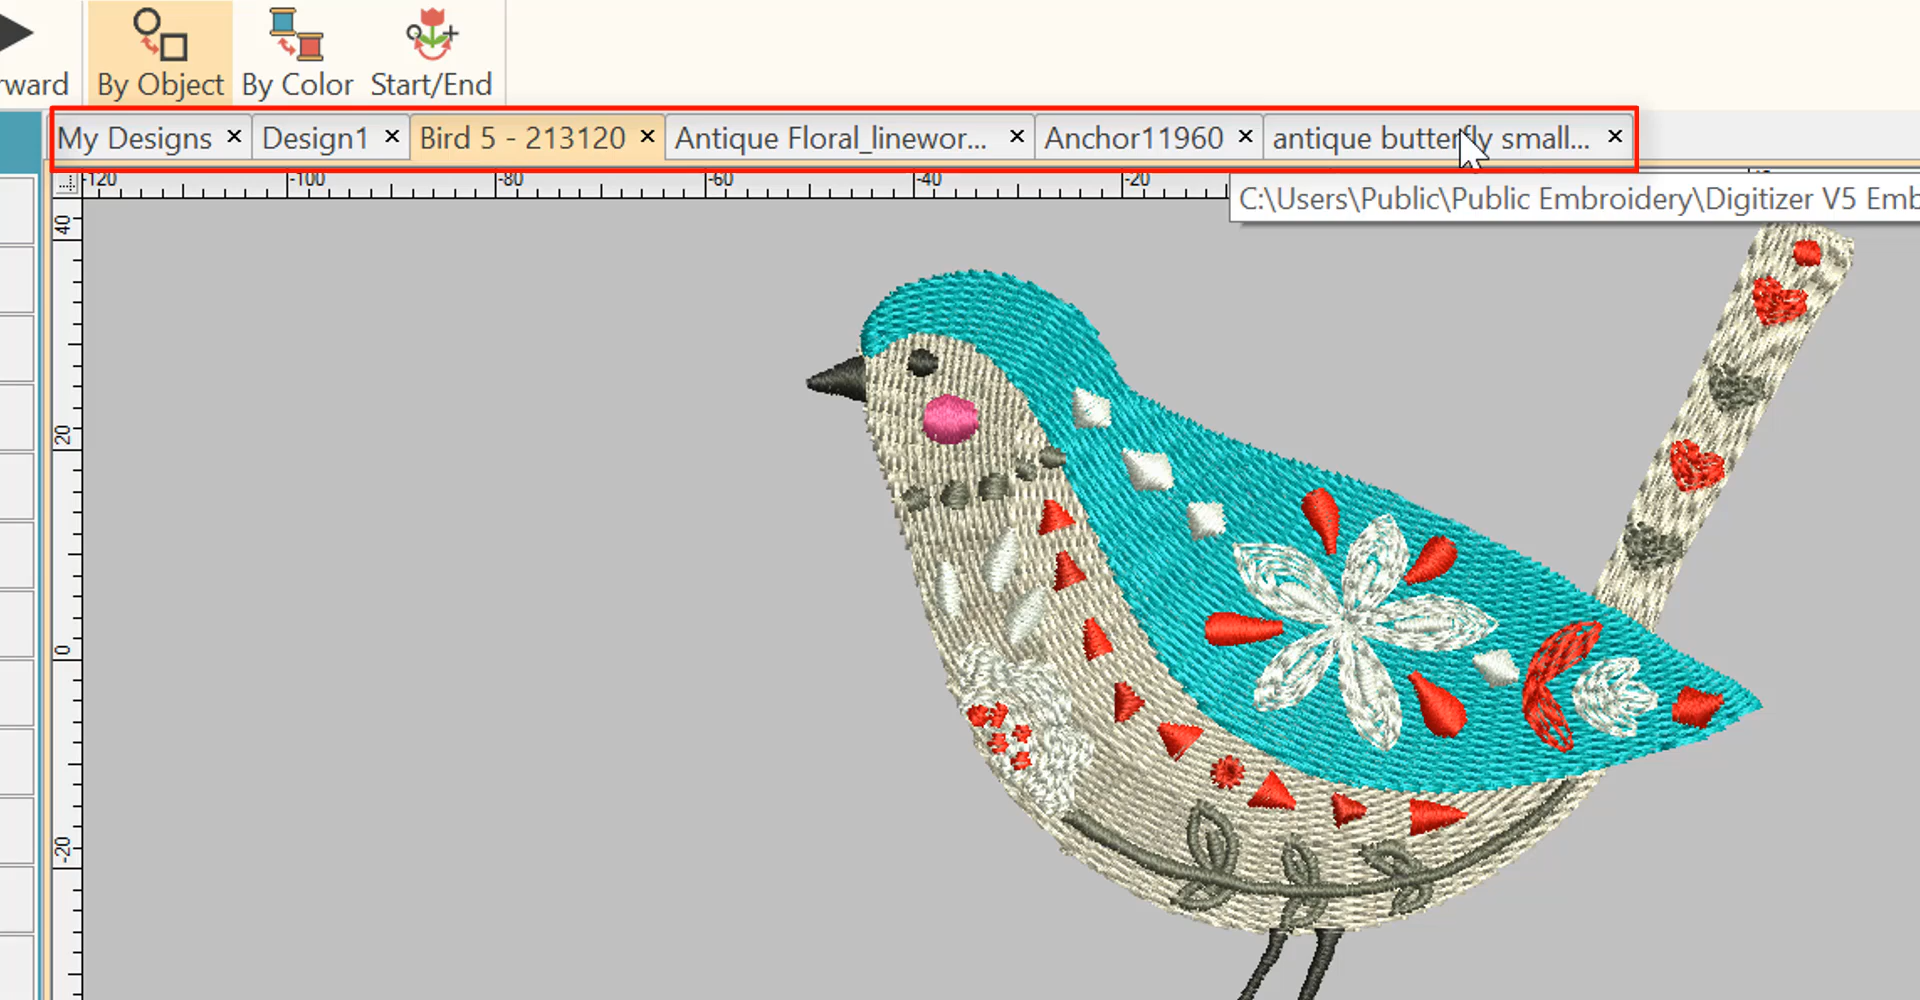 ward By Object By Color Start/End
My Designs × Design1 × Bird 5 - 213120 × Antique Floral_linewor... × Anchor11960 × antique butterfly small... ×
-120 -100 -80 -60 -40 -20
C:\Users\Public\Public Embroidery\Digitizer V5 Emb
40
20
0
-20